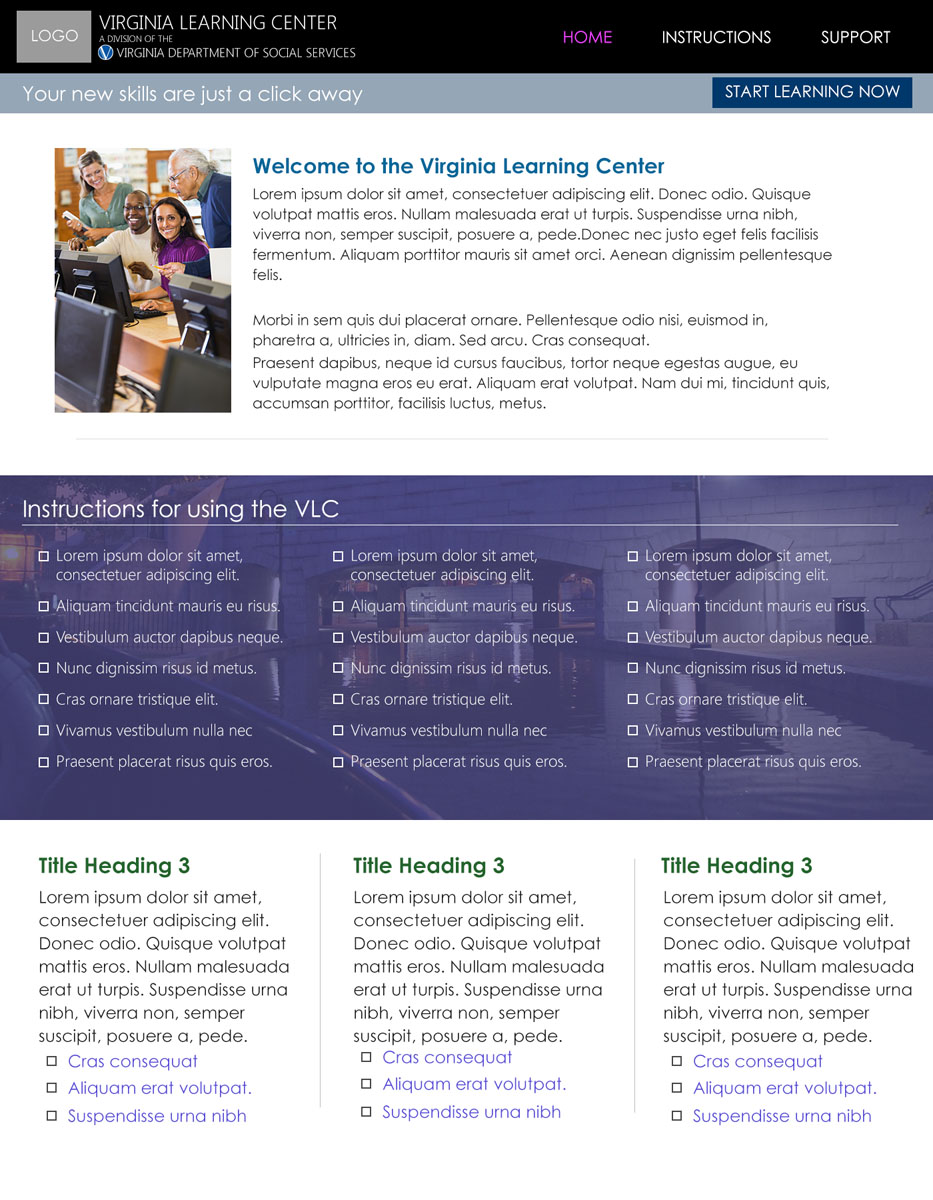 LOGO
VIRGINIA LEARNING CENTER
A DIVISION OF THE
V VIRGINIA DEPARTMENT OF SOCIAL SERVICES
HOME
INSTRUCTIONS
SUPPORT
Your new skills are just a click away
START LEARNING NOW
Welcome to the Virginia Learning Center
Lorem ipsum dolor sit amet, consectetuer adipiscing elit. Donec odio. Quisque
volutpat mattis eros. Nullam malesuada erat ut turpis. Suspendisse urna nibh,
viverra non, semper suscipit, posuere a, pede.Donec nec justo eget felis facilisis
fermentum. Aliquam porttitor mauris sit amet orci. Aenean dignissim pellentesque
felis.
Morbi in sem quis dui placerat ornare. Pellentesque odio nisi, euismod in,
pharetra a, ultricies in, diam. Sed arcu. Cras consequat.
Praesent dapibus, neque id cursus faucibus, tortor neque egestas augue, eu
vulputate magna eros eu erat. Aliquam erat volutpat. Nam dui mi, tincidunt quis,
accumsan porttitor, facilisis luctus, metus.
Instructions for using the VLC
Lorem ipsum dolor sit amet,
consectetuer adipiscing elit.
Aliquam tincidunt mauris eu risus.
Vestibulum auctor dapibus neque.
Nunc dignissim risus id metus.
Cras ornare tristique elit.
Vivamus vestibulum nulla nec
Praesent placerat risus quis eros.
Lorem ipsum dolor sit amet,
consectetuer adipiscing elit.
Aliquam tincidunt mauris eu risus.
Vestibulum auctor dapibus neque.
Nunc dignissim risus id metus.
Cras ornare tristique elit.
Vivamus vestibulum nulla nec
Praesent placerat risus quis eros.
Lorem ipsum dolor sit amet,
consectetuer adipiscing elit.
Aliquam tincidunt mauris eu risus.
Vestibulum auctor dapibus neque.
Nunc dignissim risus id metus.
Cras ornare tristique elit.
Vivamus vestibulum nulla nec
Praesent placerat risus quis eros.
Title Heading 3
Lorem ipsum dolor sit amet,
consectetuer adipiscing elit.
Donec odio. Quisque volutpat
mattis eros. Nullam malesuada
erat ut turpis. Suspendisse urna
nibh, viverra non, semper
suscipit, posuere a, pede.
Cras consequat
Aliquam erat volutpat.
Suspendisse urna nibh
Title Heading 3
Lorem ipsum dolor sit amet,
consectetuer adipiscing elit.
Donec odio. Quisque volutpat
mattis eros. Nullam malesuada
erat ut turpis. Suspendisse urna
nibh, viverra non, semper
suscipit, posuere a, pede.
Cras consequat
Aliquam erat volutpat.
Suspendisse urna nibh
Title Heading 3
Lorem ipsum dolor sit amet,
consectetuer adipiscing elit.
Donec odio. Quisque volutpat
mattis eros. Nullam malesuada
erat ut turpis. Suspendisse urna
nibh, viverra non, semper
suscipit, posuere a, pede.
Cras consequat
Aliquam erat volutpat.
Suspendisse urna nibh